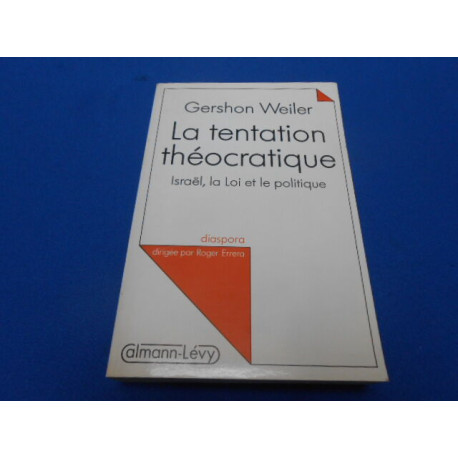 Gershon Weiler
La tentation
théocratique
Israël, la Loi et le politique
diaspora
dirigée par Roger Errera
Calmann-Lévy